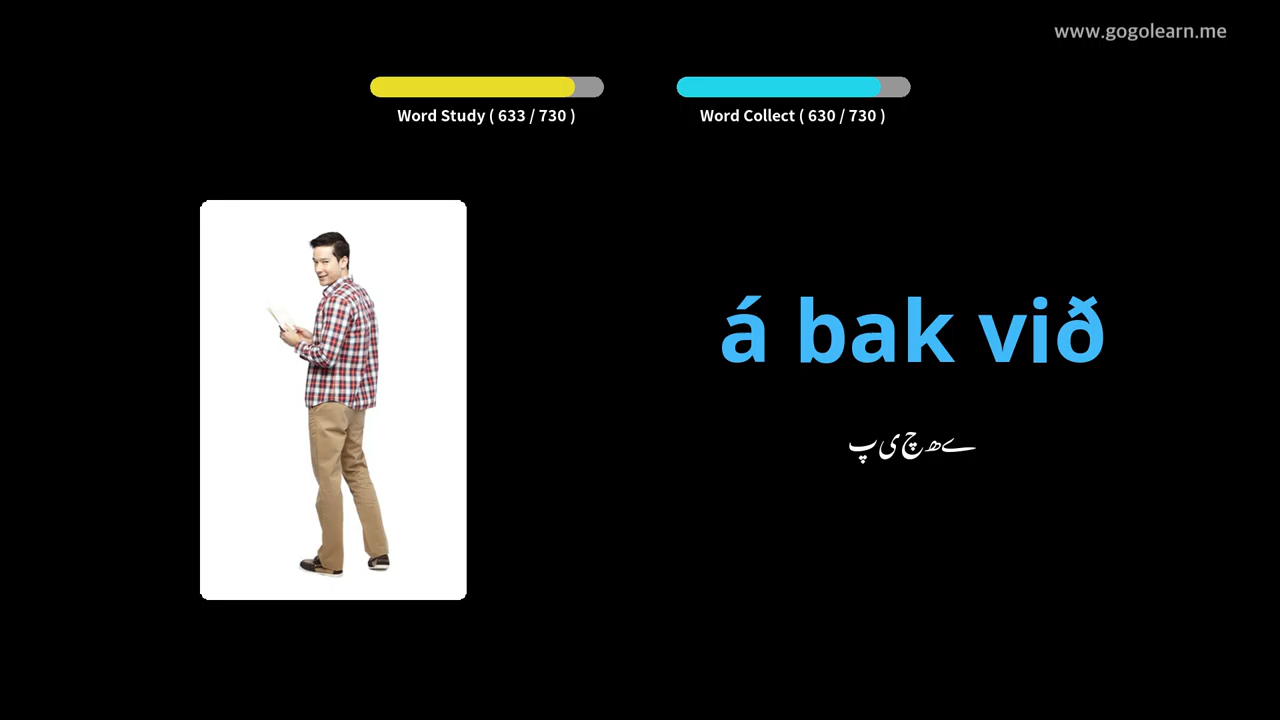 www.gogolearn.me
Word Study ( 633 / 730 )
Word Collect ( 630 / 730 )
á bak við
پیچھے